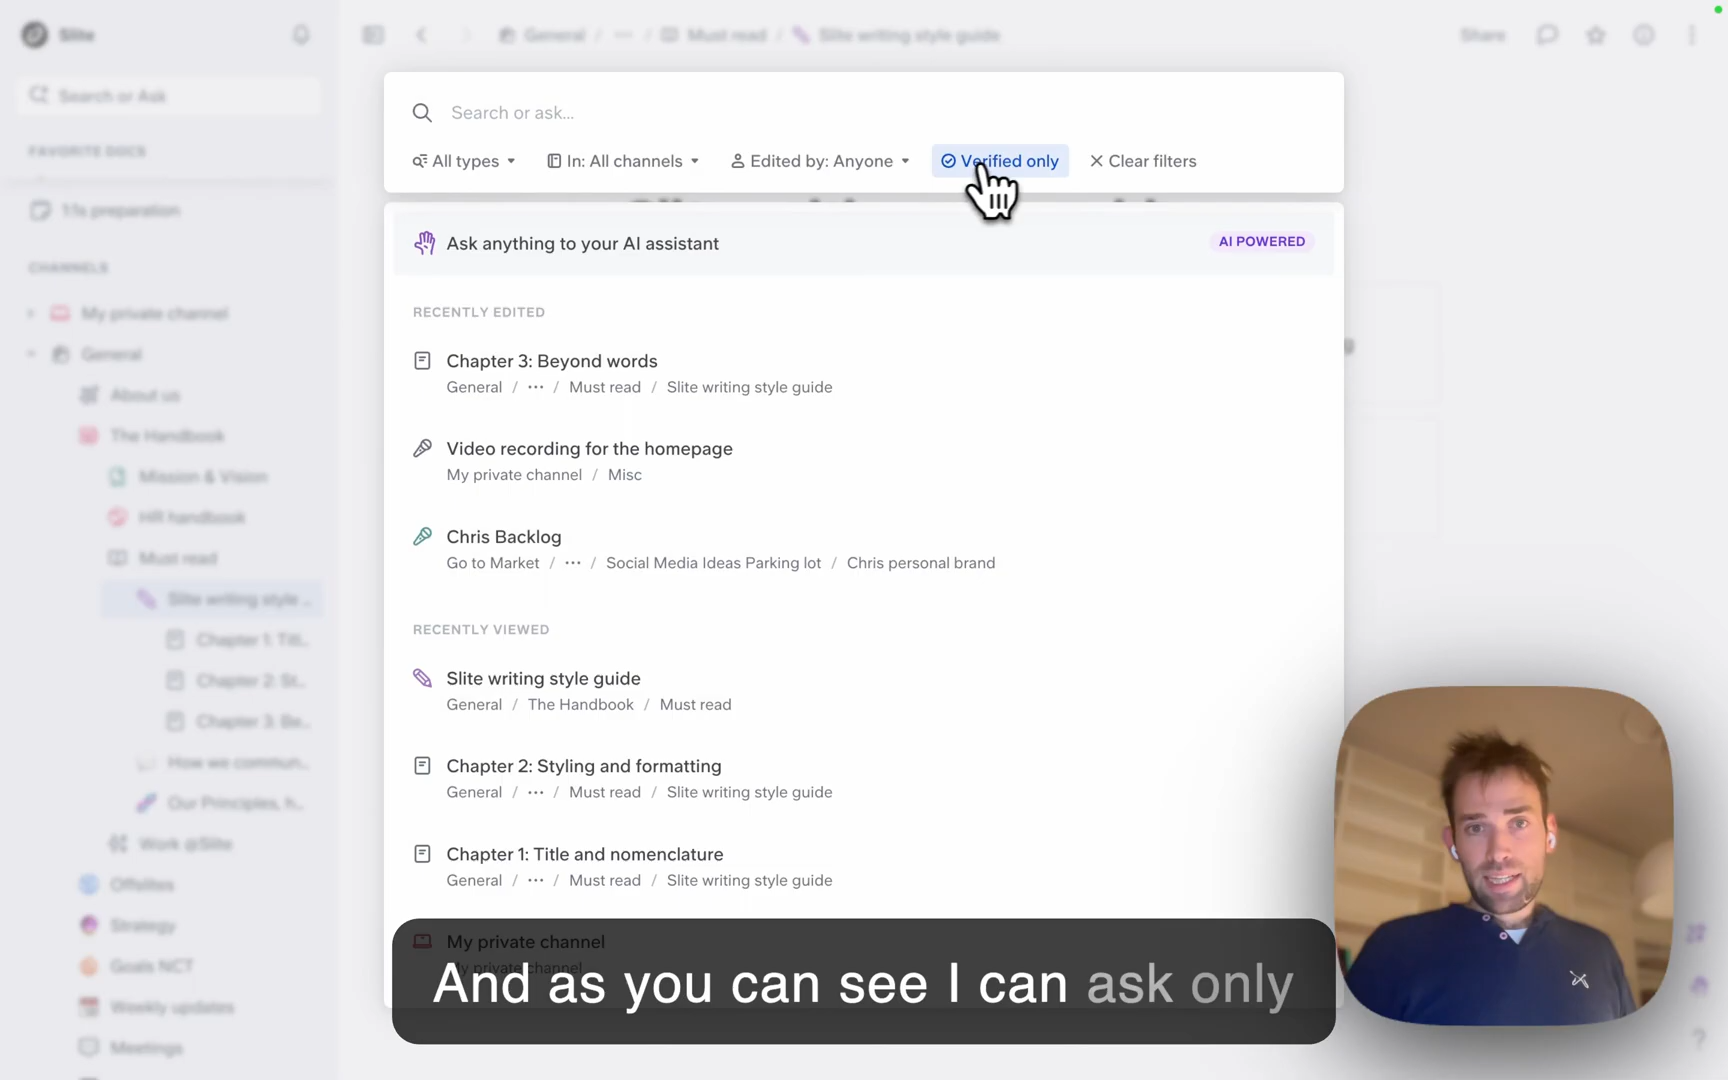 Slite
General / ··· / Must read / Slite writing style guide
Share
Search or Ask
FAVORITE DOCS
1:1s preparation
CHANNELS
My private channel
General
About us
The Handbook
Mission & Vision
HR handbook
Must read
Slite writing style ...
Chapter 1: Titl...
Chapter 2: St...
Chapter 3: Be...
How we commun...
Our Principles, h...
Work @Slite
Offsites
Strategy
Goals NCT
Weekly updates
Meetings
Search or ask...
All types
In: All channels
Edited by: Anyone
Verified only
Clear filters
Ask anything to your AI assistant
AI POWERED
RECENTLY EDITED
Chapter 3: Beyond words
General / ··· / Must read / Slite writing style guide
Video recording for the homepage
My private channel / Misc
Chris Backlog
Go to Market / ··· / Social Media Ideas Parking lot / Chris personal brand
RECENTLY VIEWED
Slite writing style guide
General / The Handbook / Must read
Chapter 2: Styling and formatting
General / ··· / Must read / Slite writing style guide
Chapter 1: Title and nomenclature
General / ··· / Must read / Slite writing style guide
My private channel
My private channel
And as you can see I can ask only